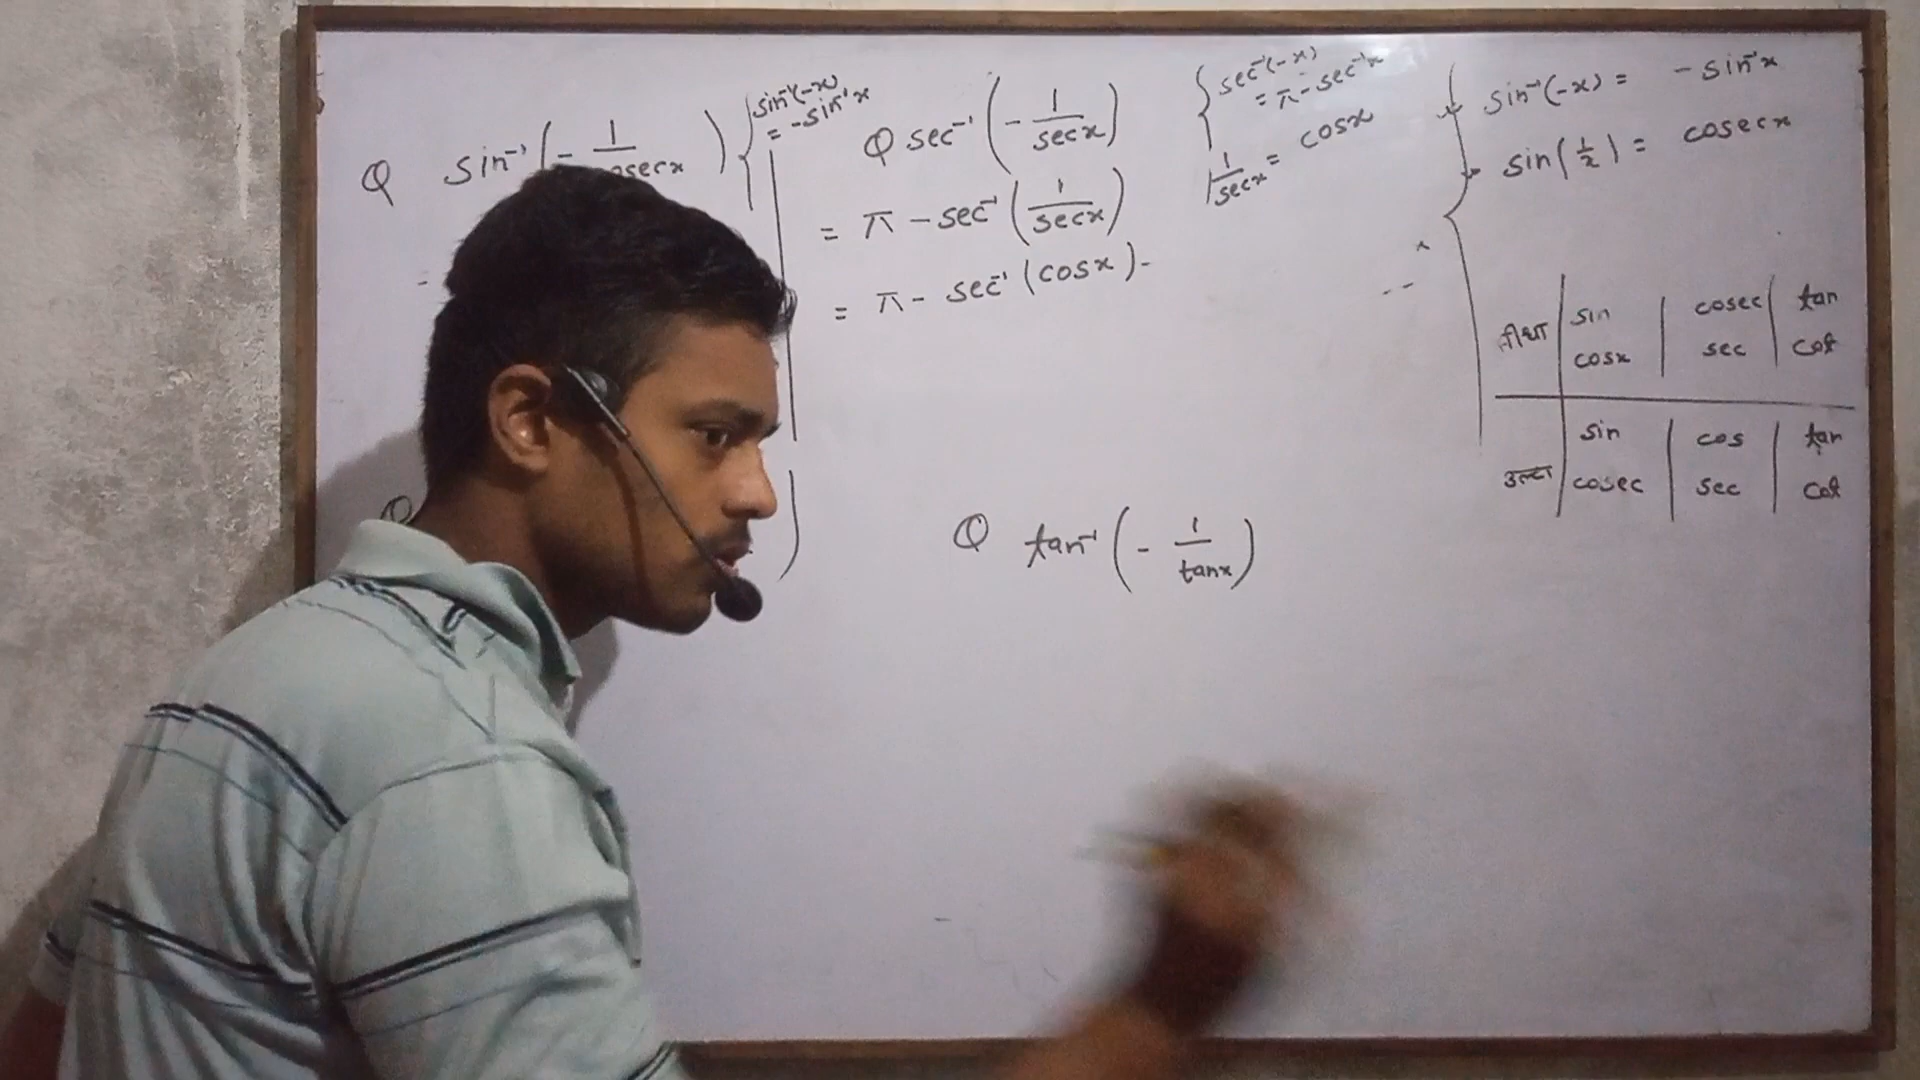 Q sin⁻¹(- 1/cosecx) { sin⁻¹(-x)
= -sin⁻¹x
Q sec⁻¹(- 1/secx)
= π - sec⁻¹(1/secx)
= π - sec⁻¹(cosx)
{ sec⁻¹(-x)
= π - sec⁻¹x
1/secx = cosx
sin⁻¹(-x) = -sin⁻¹x
sin(1/x) = cosecx
सीधा | sin | cosec | tan
cosx | sec | cot
उल्टा | sin | cos | tan
cosec | sec | cot
Q
Q tan⁻¹(- 1/tanx)